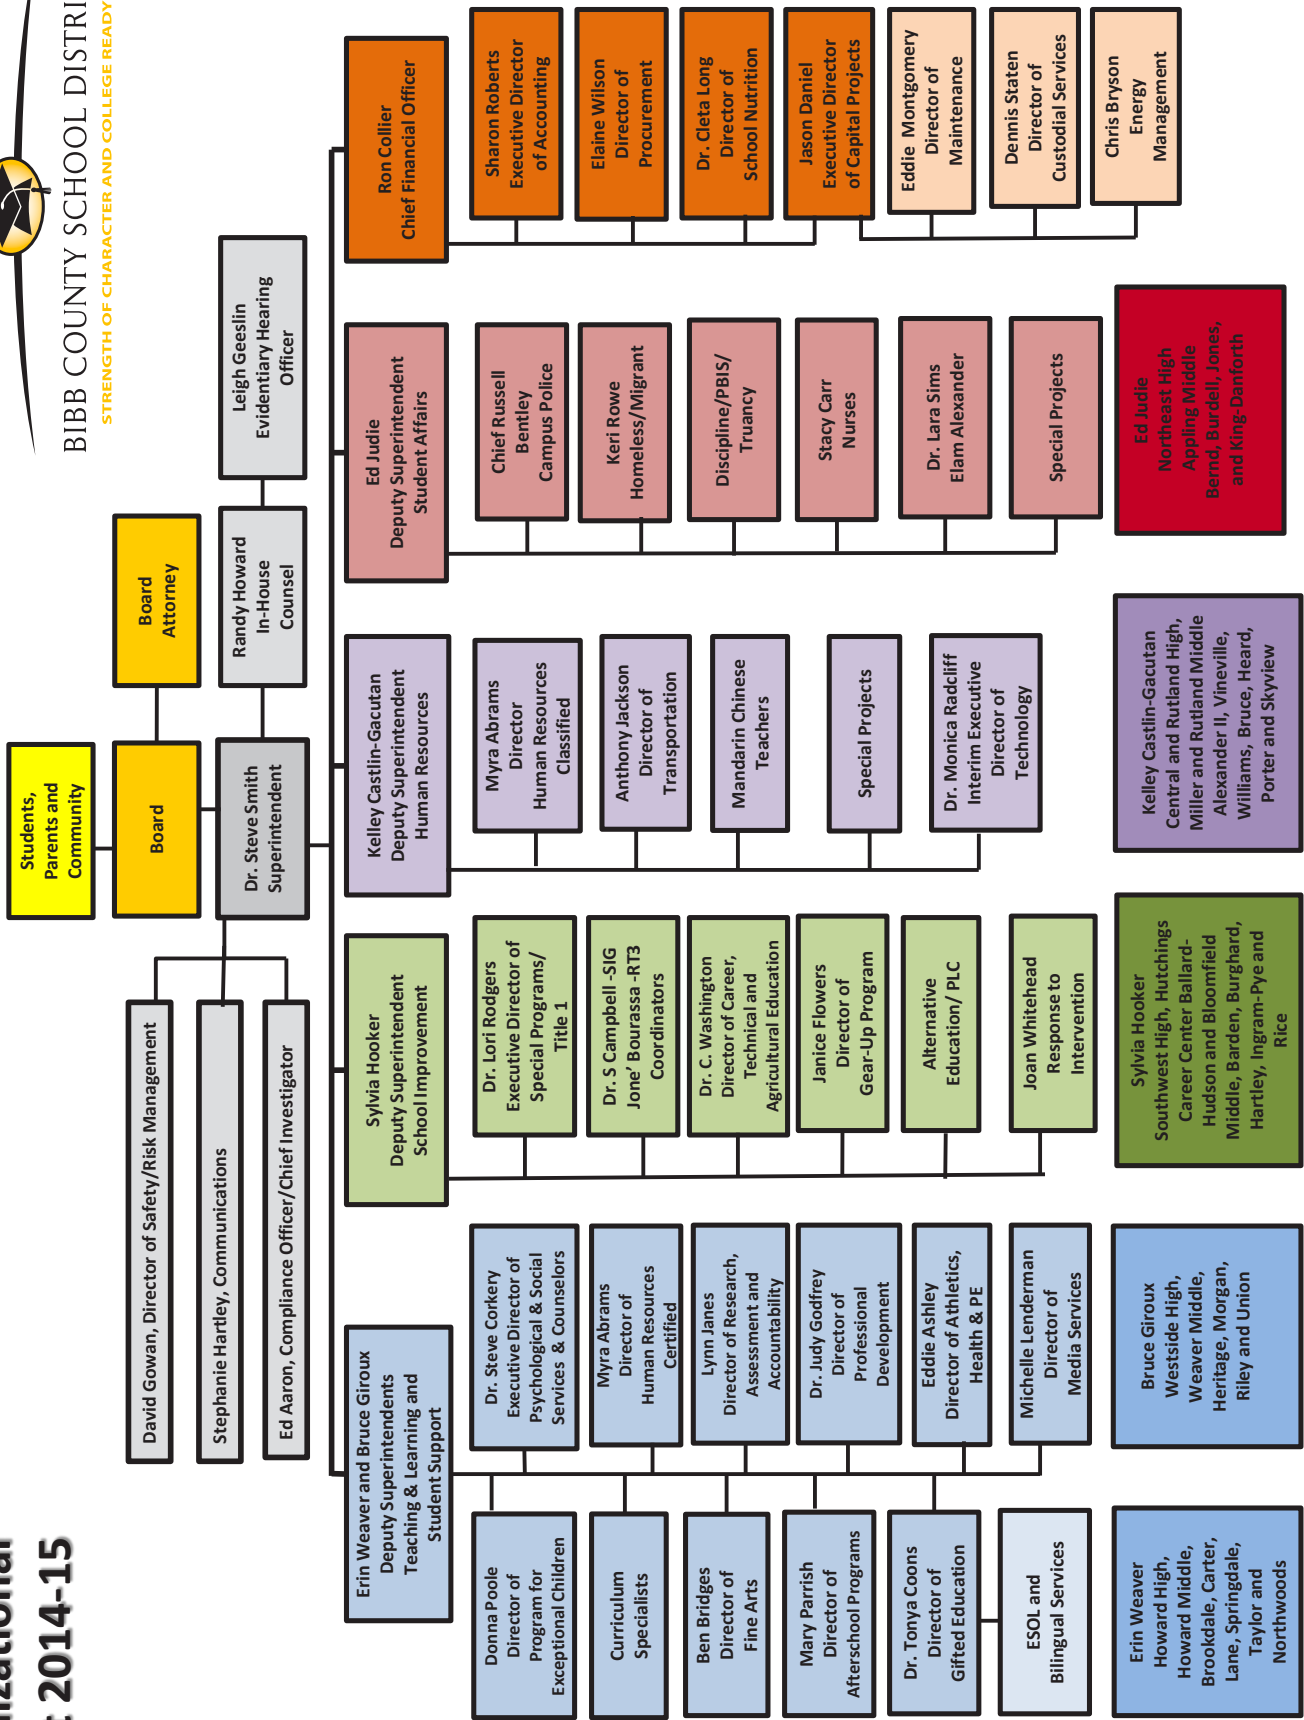 nizational
t 2014-15
BIBB COUNTY SCHOOL DISTRI
STRENGTH OF CHARACTER AND COLLEGE READY
Students,
Parents and
Community
Board
Board
Attorney
Dr. Steve Smith
Superintendent
Randy Howard
In-House
Counsel
Leigh Geeslin
Evidentiary Hearing
Officer
David Gowan, Director of Safety/Risk Management
Stephanie Hartley, Communications
Ed Aaron, Compliance Officer/Chief Investigator
Erin Weaver and Bruce Giroux
Deputy Superintendents
Teaching & Learning and
Student Support
Donna Poole
Director of
Program for
Exceptional Children
Curriculum
Specialists
Ben Bridges
Director of
Fine Arts
Mary Parrish
Director of
Afterschool Programs
Dr. Tonya Coons
Director of
Gifted Education
ESOL and
Bilingual Services
Dr. Steve Corkery
Executive Director of
Psychological & Social
Services & Counselors
Myra Abrams
Director of
Human Resources
Certified
Lynn Janes
Director of Research,
Assessment and
Accountability
Dr. Judy Godfrey
Director of
Professional
Development
Eddie Ashley
Director of Athletics,
Health & PE
Michelle Lenderman
Director of
Media Services
Sylvia Hooker
Deputy Superintendent
School Improvement
Dr. Lori Rodgers
Executive Director of
Special Programs/
Title 1
Dr. S Campbell -SIG
Jone’ Bourassa -RT3
Coordinators
Dr. C. Washington
Director of Career,
Technical and
Agricultural Education
Janice Flowers
Director of
Gear-Up Program
Alternative
Education/ PLC
Joan Whitehead
Response to
Intervention
Kelley Castlin-Gacutan
Deputy Superintendent
Human Resources
Myra Abrams
Director
Human Resources
Classified
Anthony Jackson
Director of
Transportation
Mandarin Chinese
Teachers
Special Projects
Dr. Monica Radcliff
Interim Executive
Director of
Technology
Ed Judie
Deputy Superintendent
Student Affairs
Chief Russell
Bentley
Campus Police
Keri Rowe
Homeless/Migrant
Discipline/PBIS/
Truancy
Stacy Carr
Nurses
Dr. Lara Sims
Elam Alexander
Special Projects
Ron Collier
Chief Financial Officer
Sharon Roberts
Executive Director
of Accounting
Elaine Wilson
Director of
Procurement
Dr. Cleta Long
Director of
School Nutrition
Jason Daniel
Executive Director
of Capital Projects
Eddie Montgomery
Director of
Maintenance
Dennis Staten
Director of
Custodial Services
Chris Bryson
Energy
Management
Erin Weaver
Howard High,
Howard Middle,
Brookdale, Carter,
Lane, Springdale,
Taylor and
Northwoods
Bruce Giroux
Westside High,
Weaver Middle,
Heritage, Morgan,
Riley and Union
Sylvia Hooker
Southwest High, Hutchings
Career Center Ballard-
Hudson and Bloomfield
Middle, Barden, Burghard,
Hartley, Ingram-Pye and
Rice
Kelley Castlin-Gacutan
Central and Rutland High,
Miller and Rutland Middle
Alexander II, Vineville,
Williams, Bruce, Heard,
Porter and Skyview
Ed Judie
Northeast High
Appling Middle
Bernd, Burdell, Jones,
and King-Danforth